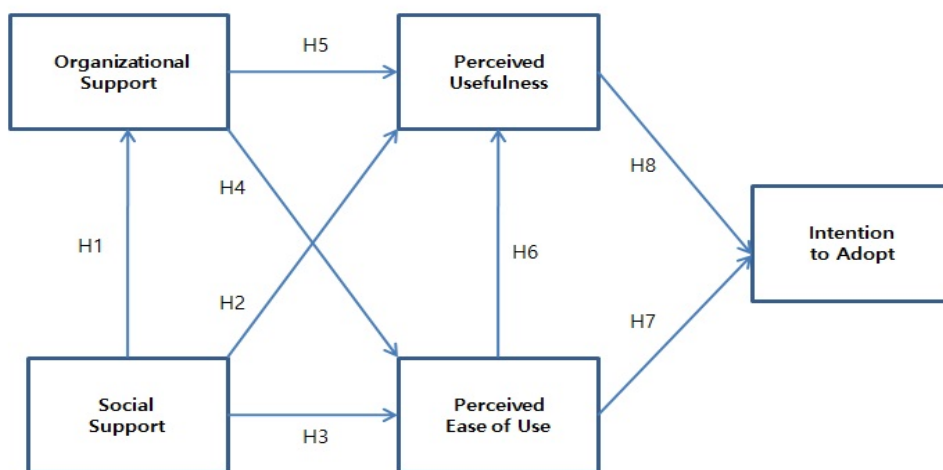 Organizational
Support
H5
Perceived
Usefulness
H4
H8
H1
H2
H6
Intention
to Adopt
H7
Social
Support
H3
Perceived
Ease of Use